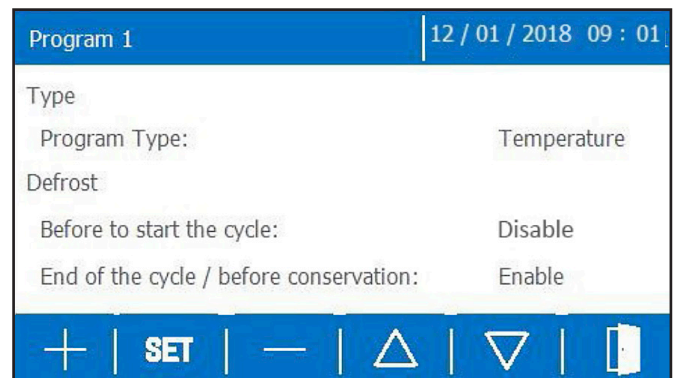 Program 1
12 / 01 / 2018 09 : 01
Type
Program Type: Temperature
Defrost
Before to start the cycle: Disable
End of the cycle / before conservation: Enable
SET